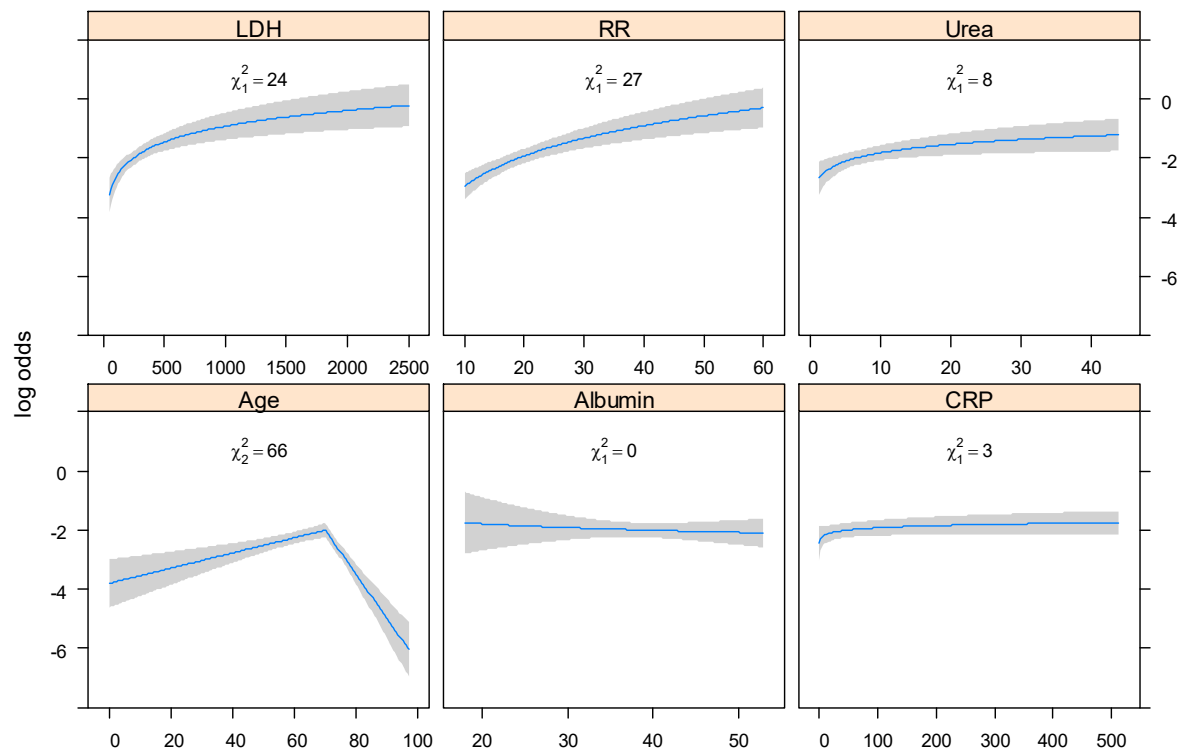 LDH
RR
Urea
χ²₁ = 24
χ²₁ = 27
χ²₁ = 8
0
-2
-4
-6
0 500 1000 1500 2000 2500
10 20 30 40 50 60
0 10 20 30 40
log odds
Age
Albumin
CRP
χ²₂ = 66
χ²₁ = 0
χ²₁ = 3
0
-2
-4
-6
0 20 40 60 80 100
20 30 40 50
0 100 200 300 400 500